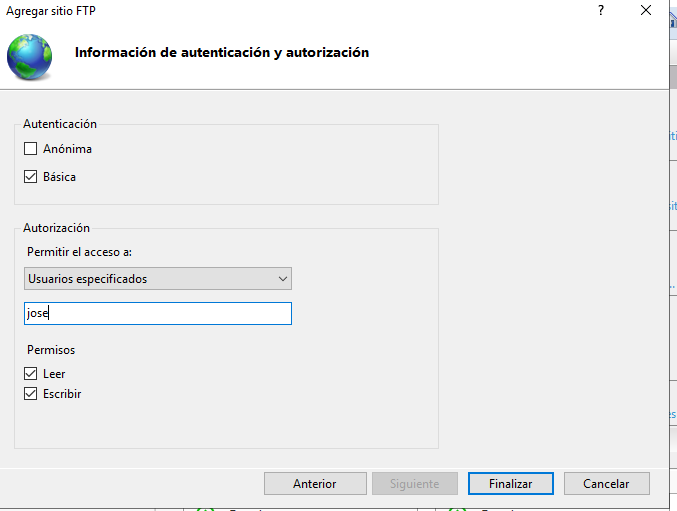 Agregar sitio FTP
?
Información de autenticación y autorización
Autenticación
Anónima
Básica
Autorización
Permitir el acceso a:
Usuarios especificados
jose
Permisos
Leer
Escribir
Anterior
Siguiente
Finalizar
Cancelar